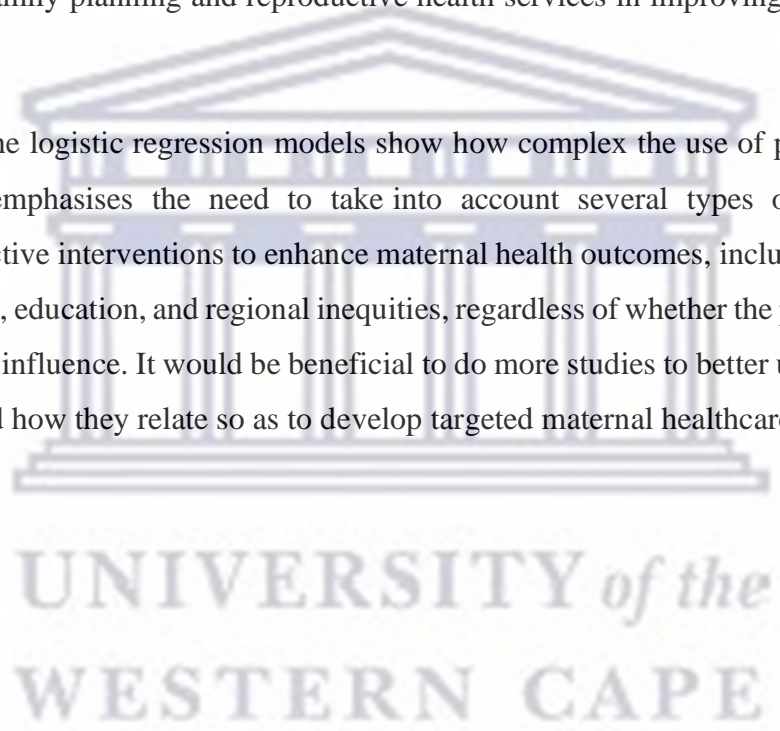 family planning and reproductive health services in improving
he logistic regression models show how complex the use of p
emphasises the need to take into account several types o
ctive interventions to enhance maternal health outcomes, inclu
, education, and regional inequities, regardless of whether the
influence. It would be beneficial to do more studies to better u
d how they relate so as to develop targeted maternal healthcare
UNIVERSITY of the
WESTERN CAPE